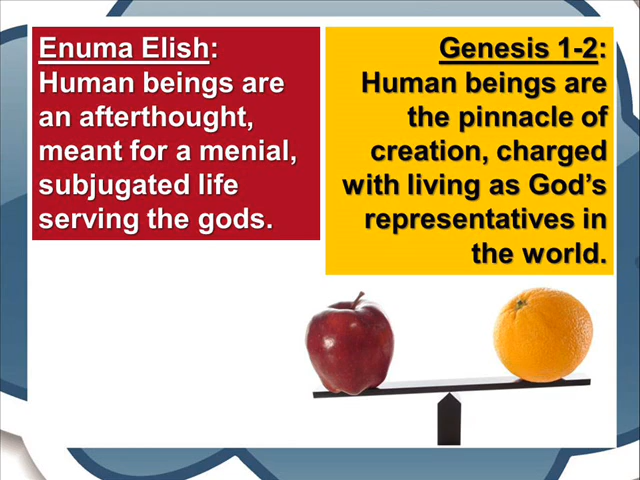 Enuma Elish:
Human beings are
an afterthought,
meant for a menial,
subjugated life
serving the gods.
Genesis 1-2:
Human beings are
the pinnacle of
creation, charged
with living as God's
representatives in
the world.